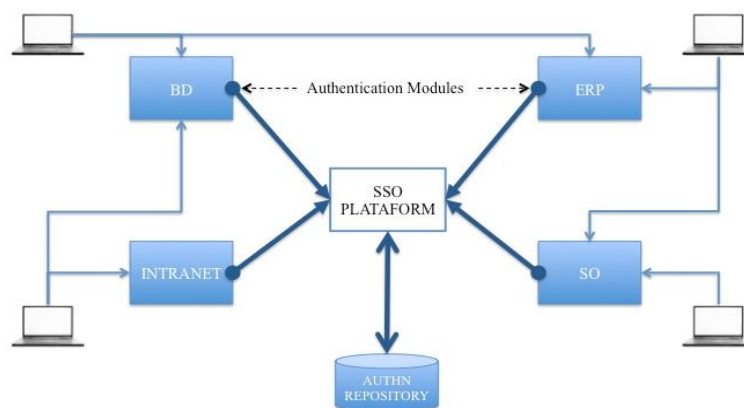 BD
Authentication Modules
ERP
SSO
PLATAFORM
INTRANET
SO
AUTHN
REPOSITORY